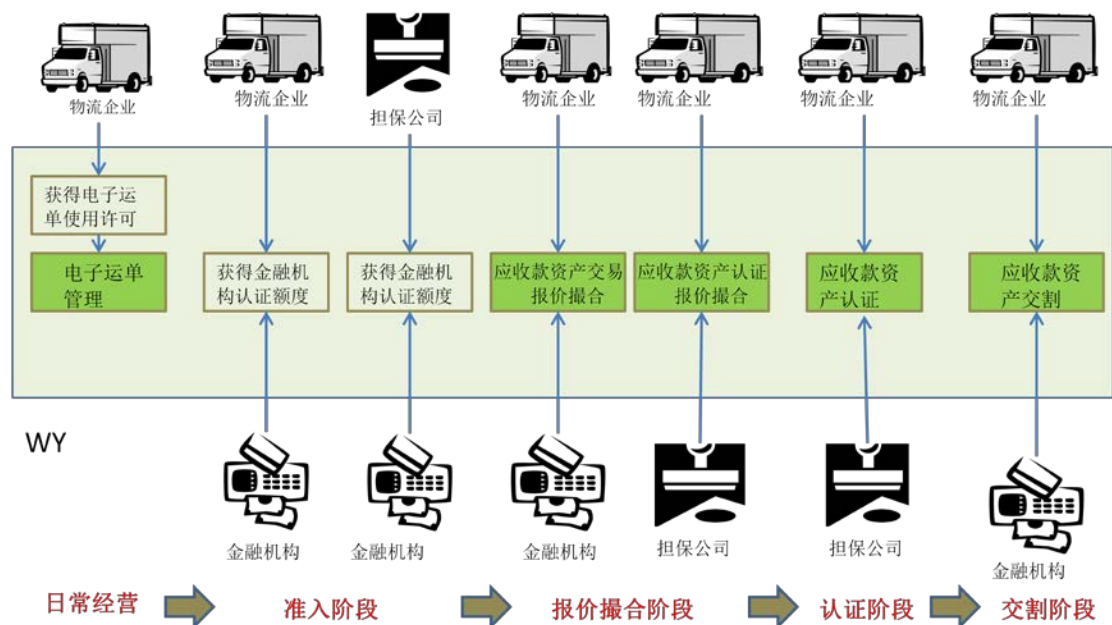 物流企业
物流企业
担保公司
物流企业
物流企业
物流企业
物流企业
获得电子运
单使用许可
电子运单
管理
获得金融机
构认证额度
获得金融机
构认证额度
应收款资产交易
报价撮合
应收款资产认证
报价撮合
应收款资
产认证
应收款资
产交割
WY
金融机构
金融机构
金融机构
担保公司
担保公司
金融机构
日常经营
准入阶段
报价撮合阶段
认证阶段
交割阶段